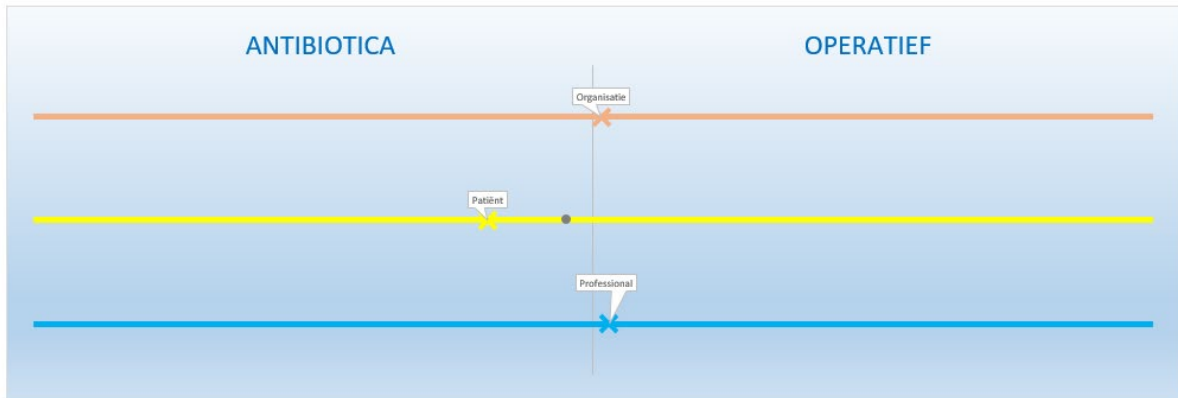 ANTIBIOTICA
OPERATIEF
Organisatie
Patiënt
Professional